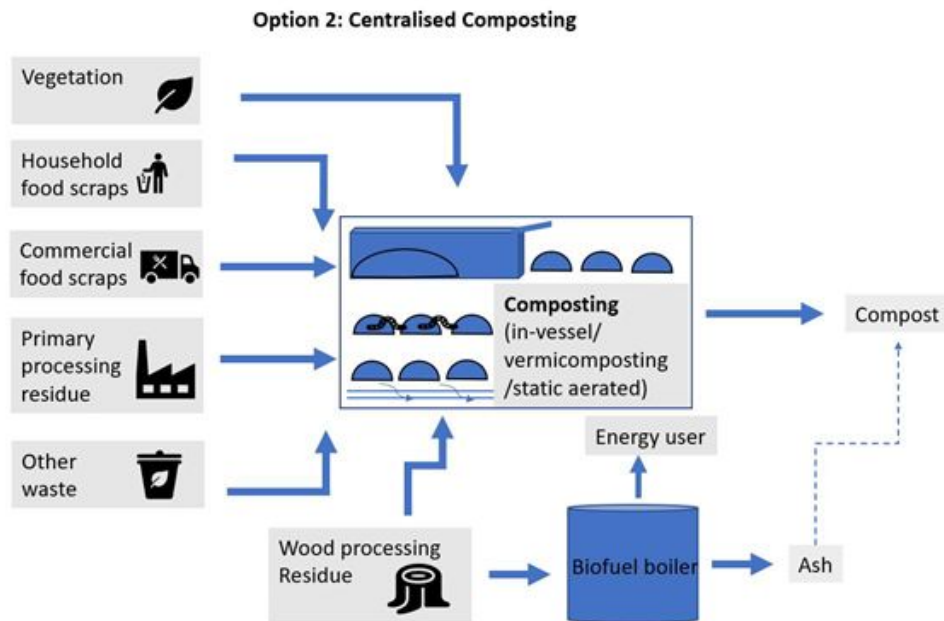 Option 2: Centralised Composting
Vegetation
Household
food scraps
Commercial
food scraps
Primary
processing
residue
Other
waste
Composting
(in-vessel/
vermicomposting
/static aerated)
Compost
Energy user
Wood processing
Residue
Biofuel boiler
Ash